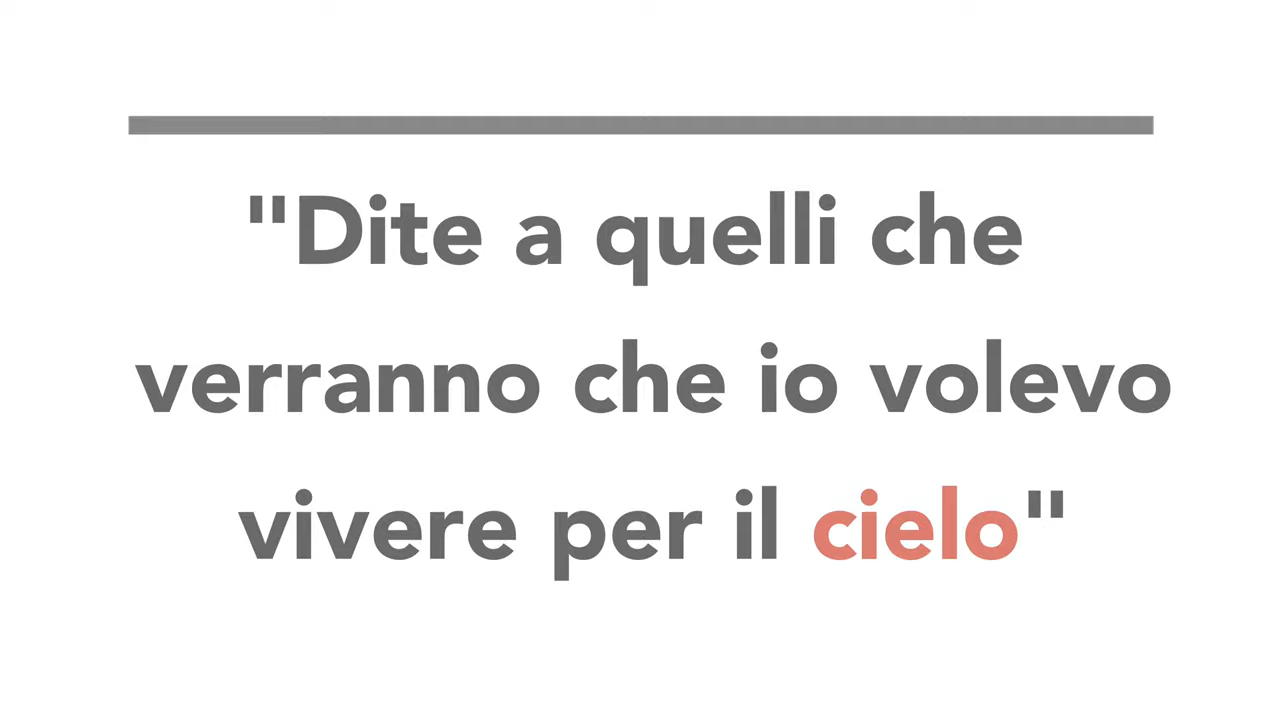 "Dite a quelli che
verranno che io volevo
vivere per il cielo"